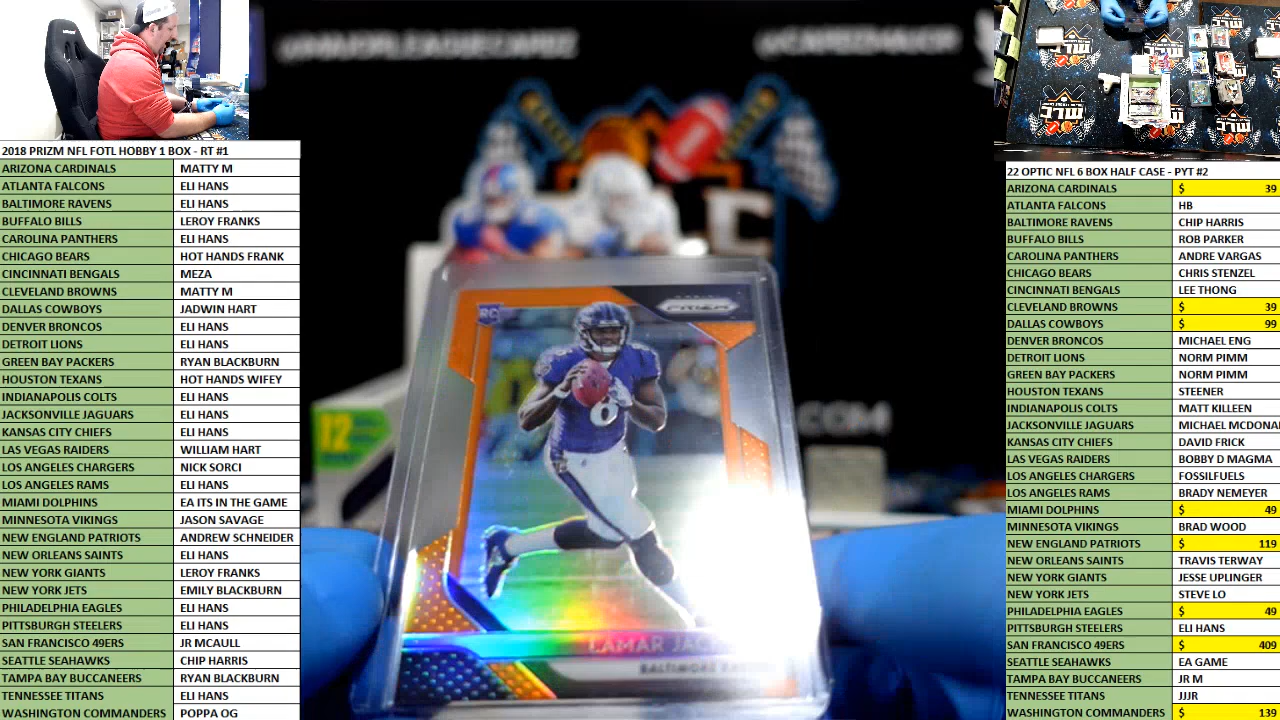 2018 PRIZM NFL FOTL HOBBY 1 BOX - RT #1
ARIZONA CARDINALS MATTY M
ATLANTA FALCONS ELI HANS
BALTIMORE RAVENS ELI HANS
BUFFALO BILLS LEROY FRANKS
CAROLINA PANTHERS ELI HANS
CHICAGO BEARS HOT HANDS FRANK
CINCINNATI BENGALS MEZA
CLEVELAND BROWNS MATTY M
DALLAS COWBOYS JADWIN HART
DENVER BRONCOS ELI HANS
DETROIT LIONS ELI HANS
GREEN BAY PACKERS RYAN BLACKBURN
HOUSTON TEXANS HOT HANDS WIFEY
INDIANAPOLIS COLTS ELI HANS
JACKSONVILLE JAGUARS ELI HANS
KANSAS CITY CHIEFS ELI HANS
LAS VEGAS RAIDERS WILLIAM HART
LOS ANGELES CHARGERS NICK SORCI
LOS ANGELES RAMS ELI HANS
MIAMI DOLPHINS EA ITS IN THE GAME
MINNESOTA VIKINGS JASON SAVAGE
NEW ENGLAND PATRIOTS ANDREW SCHNEIDER
NEW ORLEANS SAINTS ELI HANS
NEW YORK GIANTS LEROY FRANKS
NEW YORK JETS EMILY BLACKBURN
PHILADELPHIA EAGLES ELI HANS
PITTSBURGH STEELERS ELI HANS
SAN FRANCISCO 49ERS JR MCAULL
SEATTLE SEAHAWKS CHIP HARRIS
TAMPA BAY BUCCANEERS RYAN BLACKBURN
TENNESSEE TITANS ELI HANS
WASHINGTON COMMANDERS POPPA OG
12
RC
PRIZM
6
LAMAR JAC
BALTIMORE
.COM
22 OPTIC NFL 6 BOX HALF CASE - PYT #2
ARIZONA CARDINALS $ 39
ATLANTA FALCONS HB
BALTIMORE RAVENS CHIP HARRIS
BUFFALO BILLS ROB PARKER
CAROLINA PANTHERS ANDRE VARGAS
CHICAGO BEARS CHRIS STENZEL
CINCINNATI BENGALS LEE THONG
CLEVELAND BROWNS $ 39
DALLAS COWBOYS $ 99
DENVER BRONCOS MICHAEL ENG
DETROIT LIONS NORM PIMM
GREEN BAY PACKERS NORM PIMM
HOUSTON TEXANS STEENER
INDIANAPOLIS COLTS MATT KILLEEN
JACKSONVILLE JAGUARS MICHAEL MCDONA
KANSAS CITY CHIEFS DAVID FRICK
LAS VEGAS RAIDERS BOBBY D MAGMA
LOS ANGELES CHARGERS FOSSILFUELS
LOS ANGELES RAMS BRADY NEMEYER
MIAMI DOLPHINS $ 49
MINNESOTA VIKINGS BRAD WOOD
NEW ENGLAND PATRIOTS $ 119
NEW ORLEANS SAINTS TRAVIS TERWAY
NEW YORK GIANTS JESSE UPLINGER
NEW YORK JETS STEVE LO
PHILADELPHIA EAGLES $ 49
PITTSBURGH STEELERS ELI HANS
SAN FRANCISCO 49ERS $ 409
SEATTLE SEAHAWKS EA GAME
TAMPA BAY BUCCANEERS JR M
TENNESSEE TITANS JJJR
WASHINGTON COMMANDERS $ 139